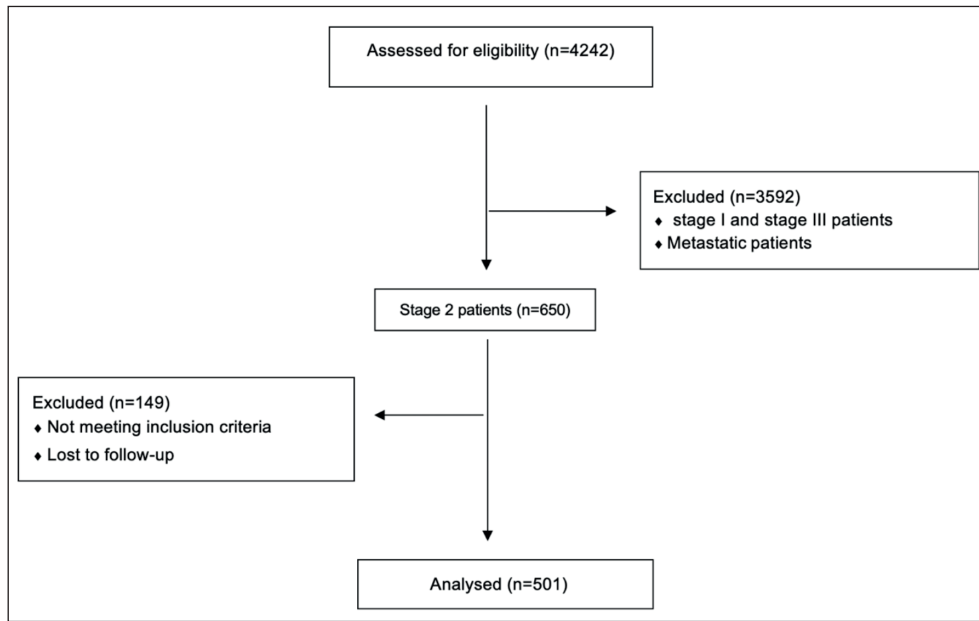 Assessed for eligibility (n=4242)
Excluded (n=3592)
♦ stage I and stage III patients
♦ Metastatic patients
Stage 2 patients (n=650)
Excluded (n=149)
♦ Not meeting inclusion criteria
♦ Lost to follow-up
Analysed (n=501)